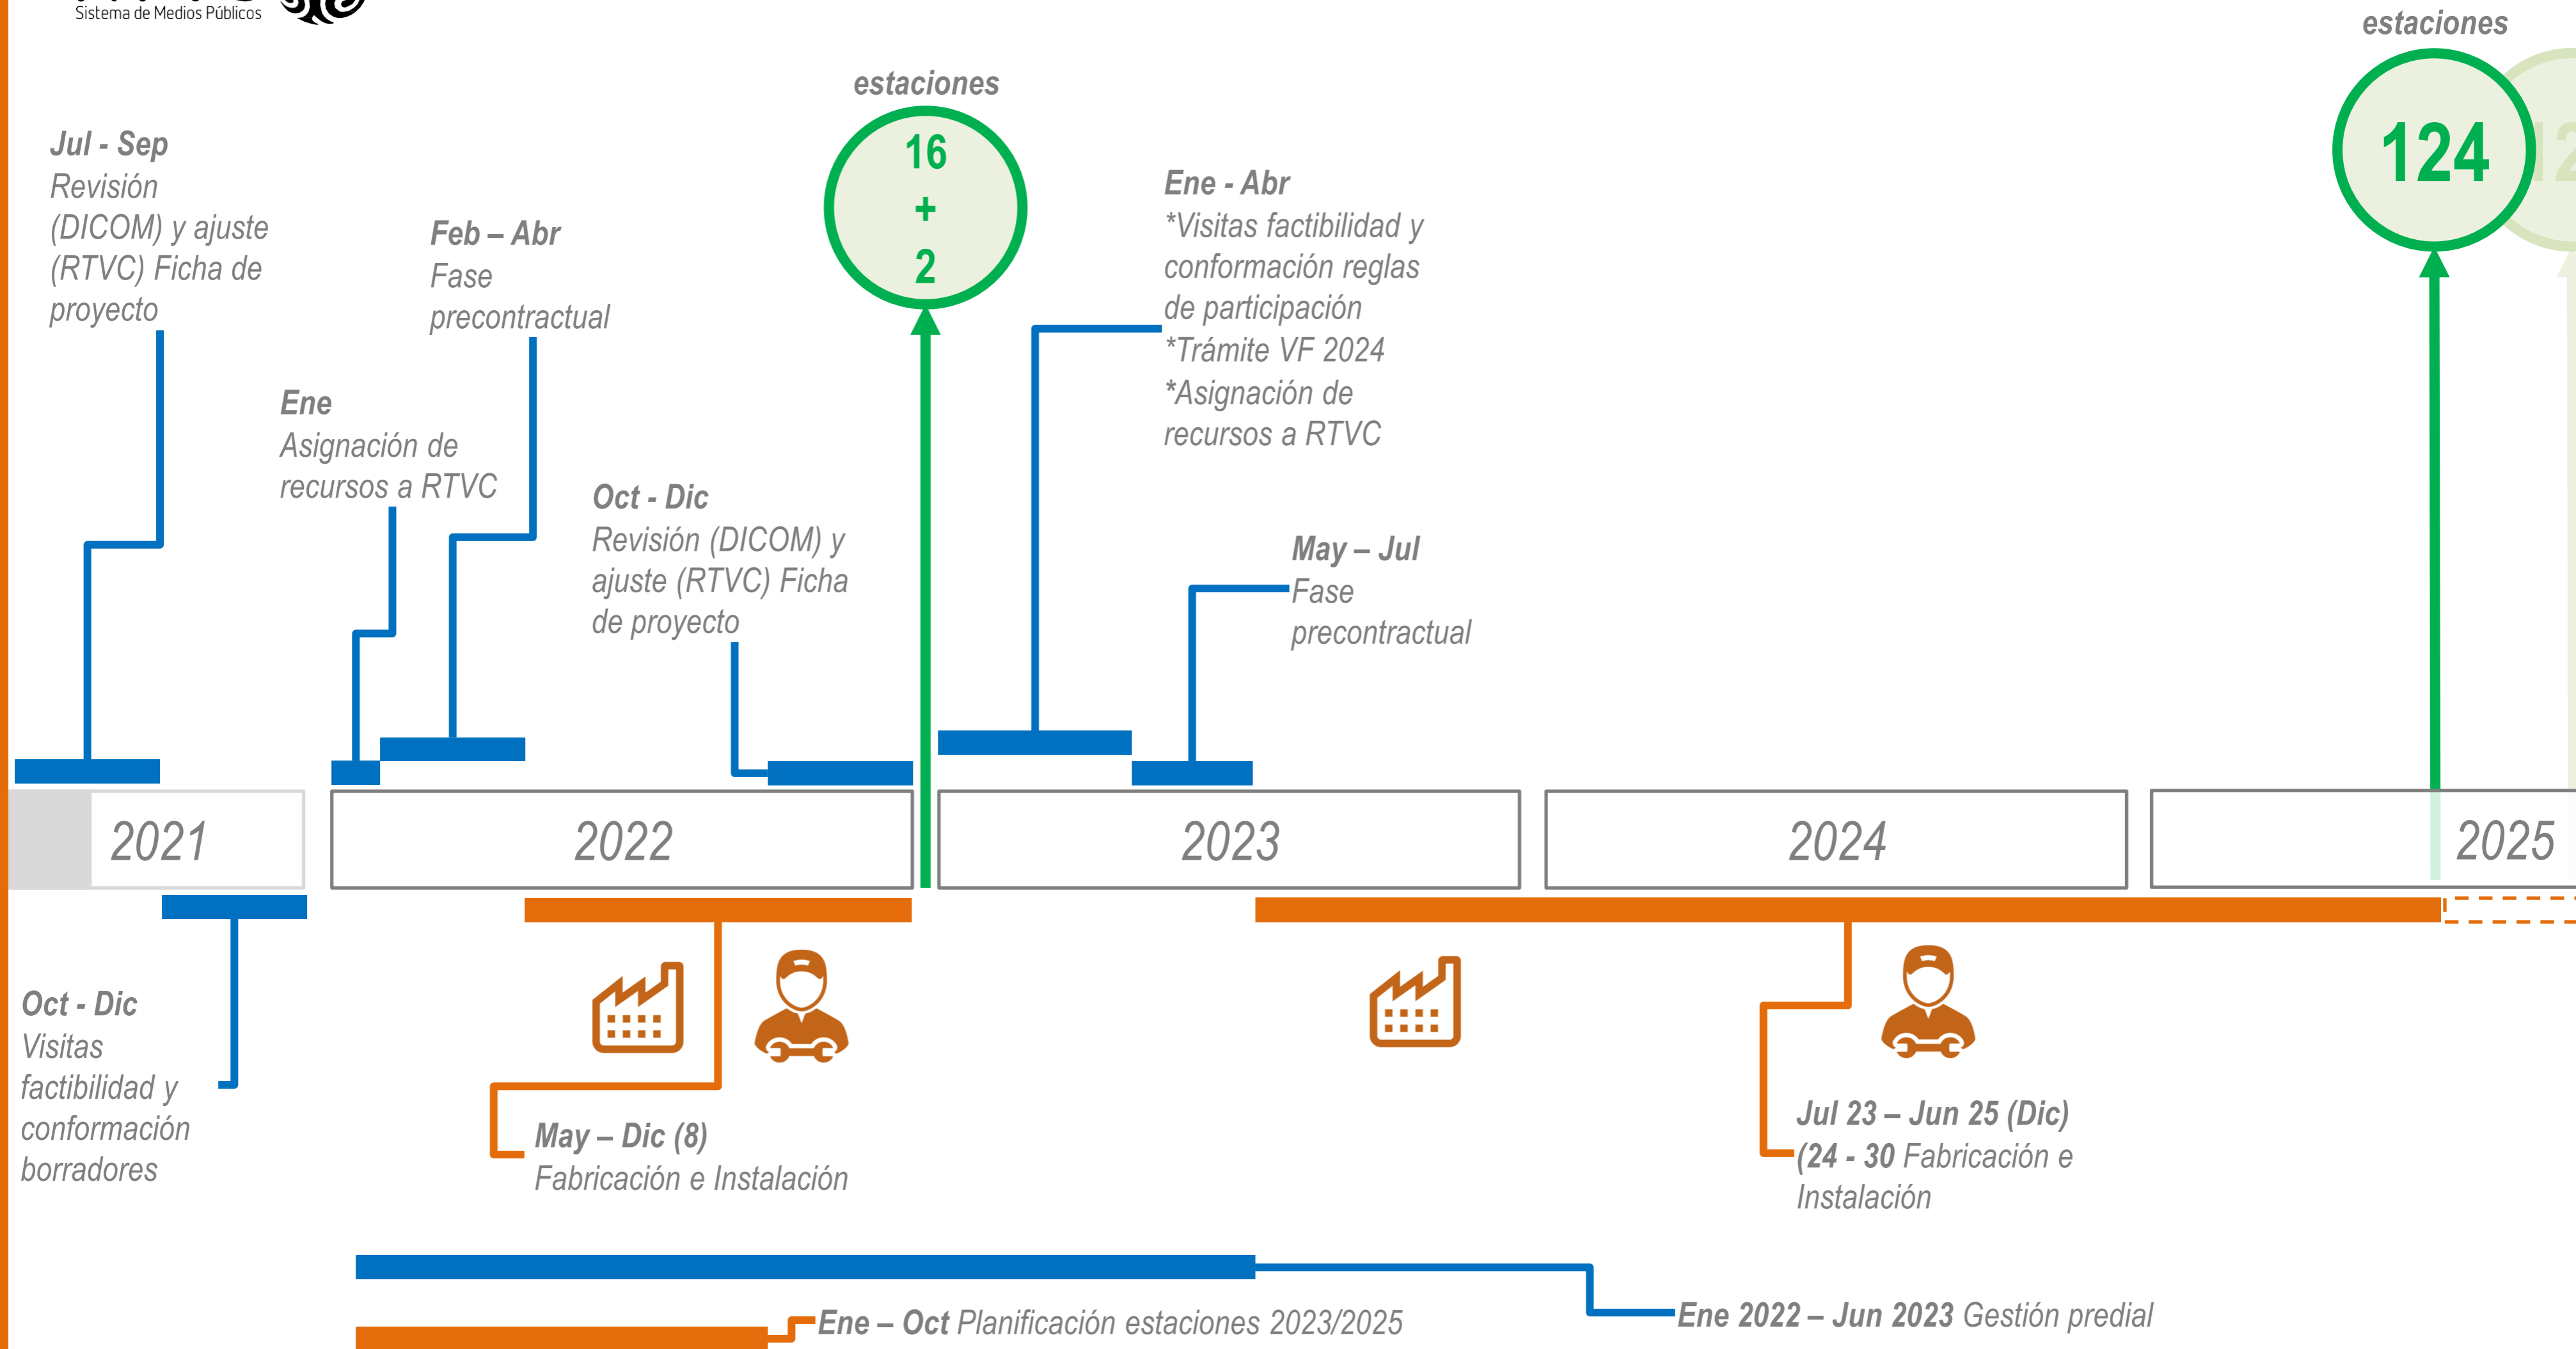 Sistema de Medios Públicos
estaciones
124
estaciones
16
+
2
Jul - Sep
Revisión
(DICOM) y ajuste
(RTVC) Ficha de
proyecto
Feb – Abr
Fase
precontractual
Ene
Asignación de
recursos a RTVC
Oct - Dic
Revisión (DICOM) y
ajuste (RTVC) Ficha
de proyecto
Ene - Abr
*Visitas factibilidad y
conformación reglas
de participación
*Trámite VF 2024
*Asignación de
recursos a RTVC
May – Jul
Fase
precontractual
2021
2022
2023
2024
2025
Oct - Dic
Visitas
factibilidad y
conformación
borradores
May – Dic (8)
Fabricación e Instalación
Jul 23 – Jun 25 (Dic)
(24 - 30 Fabricación e
Instalación
Ene – Oct Planificación estaciones 2023/2025
Ene 2022 – Jun 2023 Gestión predial